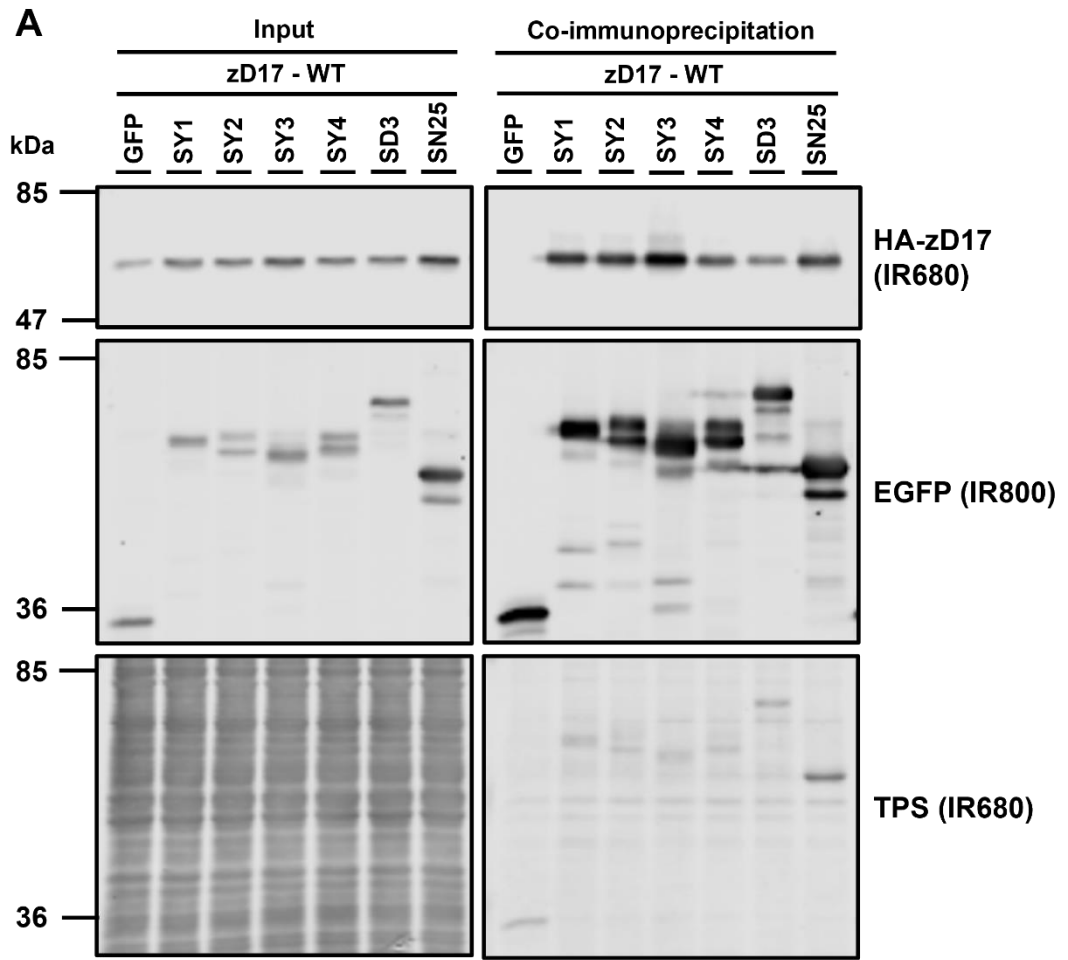 A
Input
Co-immunoprecipitation
zD17 - WT
zD17 - WT
kDa
GFP
SY1
SY2
SY3
SY4
SD3
SN25
GFP
SY1
SY2
SY3
SY4
SD3
SN25
85
47
HA-zD17
(IR680)
85
36
EGFP (IR800)
85
36
TPS (IR680)